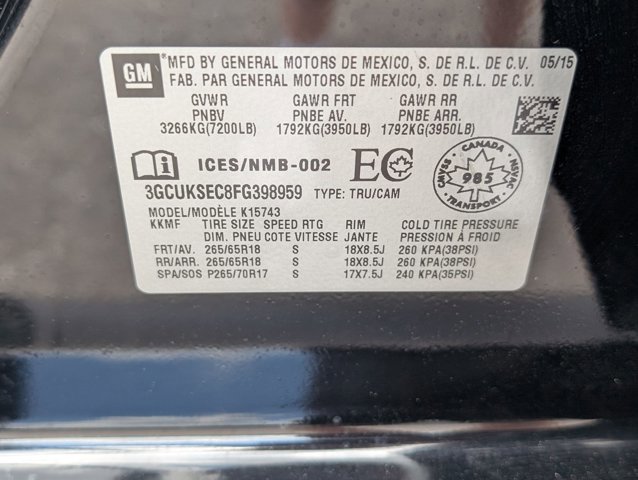 GM
*MFD BY GENERAL MOTORS DE MEXICO, S. DE R.L. DE C.V. 05/15
FAB. PAR GENERAL MOTORS DE MEXICO, S. DE R.L. DE C.V.
GVWR GAWR FRT GAWR RR
PNBV PNBE AV. PNBE ARR.
3266KG(7200LB) 1792KG(3950LB) 1792KG(3950LB)
ICES/NMB-002 EC
CANADA
CMVSS 985 NSVAC
TRANSPORT
3GCUKSEC8FG398959 TYPE: TRU/CAM
MODEL/MODÈLE K15743
KKMF TIRE SIZE SPEED RTG RIM COLD TIRE PRESSURE
DIM. PNEU COTE VITESSE JANTE PRESSION À FROID
FRT/AV. 265/65R18 S 18X8.5J 260 KPA(38PSI)
RR/ARR. 265/65R18 S 18X8.5J 260 KPA(38PSI)
SPA/SOS P265/70R17 S 17X7.5J 240 KPA(35PSI)